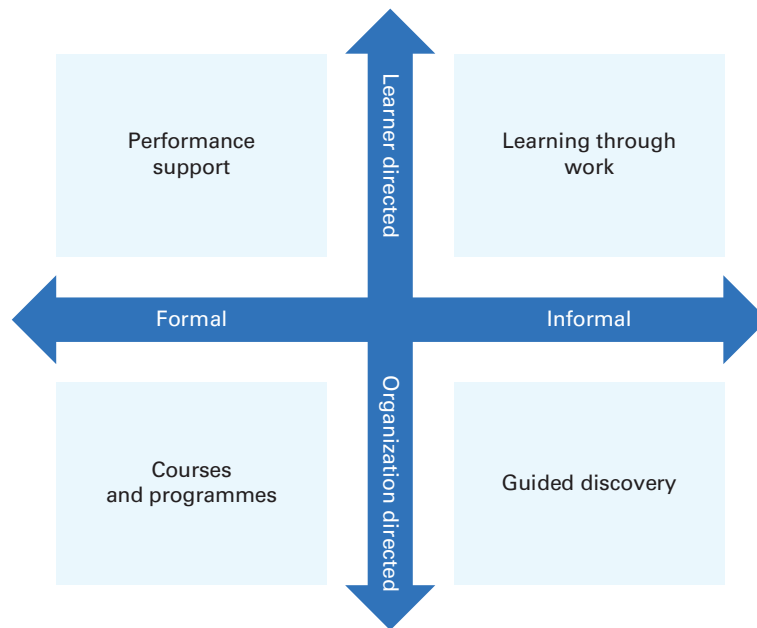 Learner directed
Performance
support
Learning through
work
Formal
Informal
Organization directed
Courses
and programmes
Guided discovery